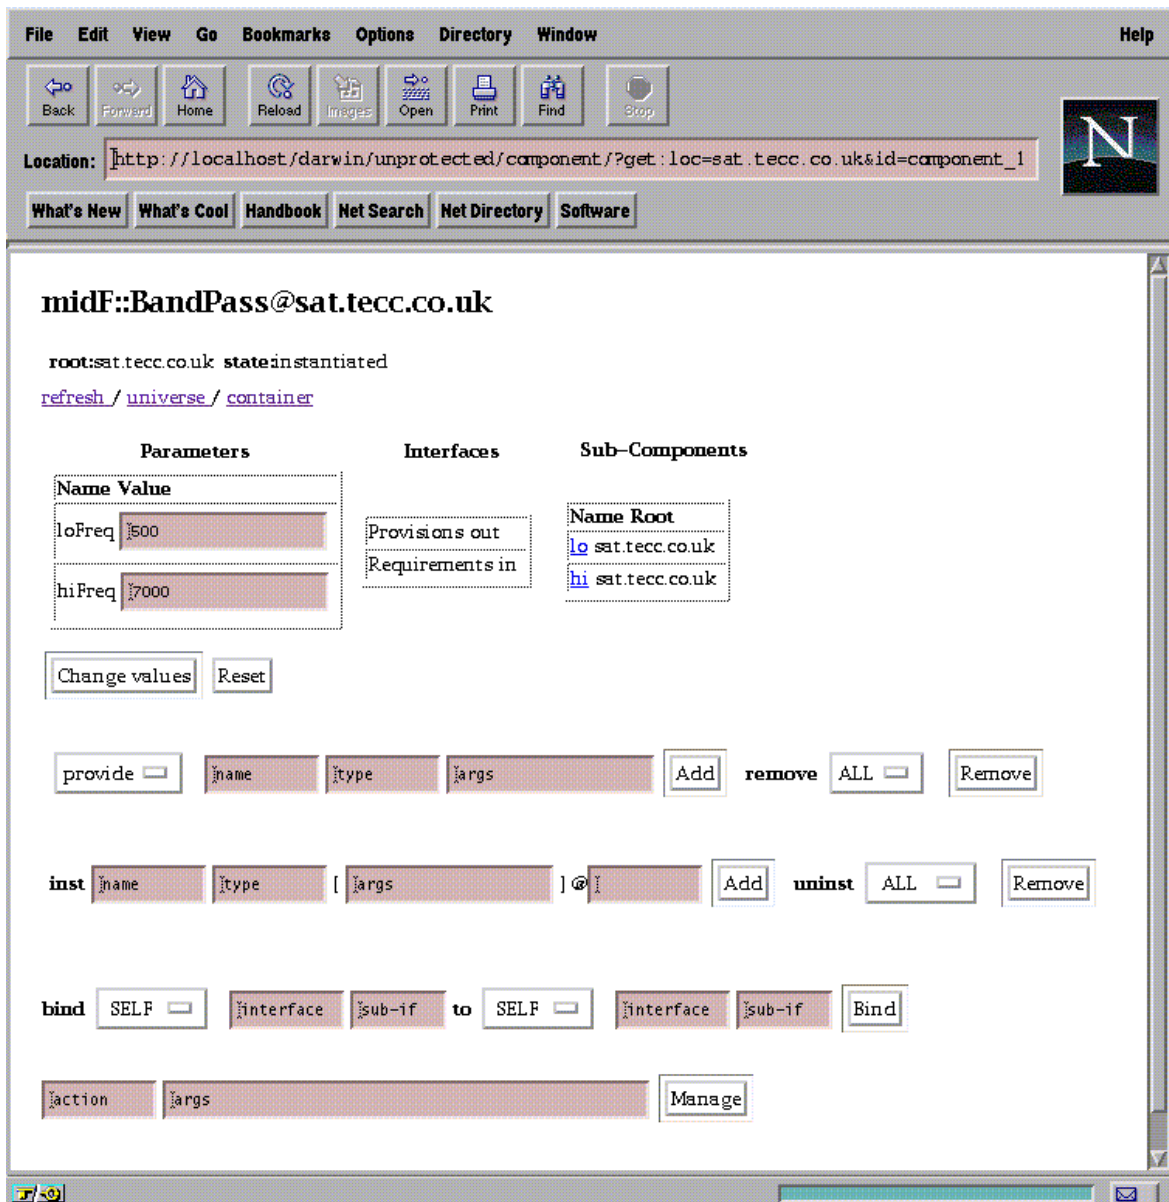 File Edit View Go Bookmarks Options Directory Window Help
Back Forward Home Reload Images Open Print Find Stop
N
Location: http://localhost/darwin/unprotected/component/?get:loc=sat.tecc.co.uk&id=component_1
What's New What's Cool Handbook Net Search Net Directory Software
midF::BandPass@sat.tecc.co.uk
root:sat.tecc.co.uk state:instantiated
refresh / universe / container
Parameters Interfaces Sub-Components
Name Value
Name Root
loFreq 500
Provisions out
lo sat.tecc.co.uk
Requirements in
hi sat.tecc.co.uk
hiFreq 7000
Change values Reset
provide name type args Add remove ALL Remove
inst name type [ args ] @ Add uninst ALL Remove
bind SELF interface sub-if to SELF interface sub-if Bind
action args Manage